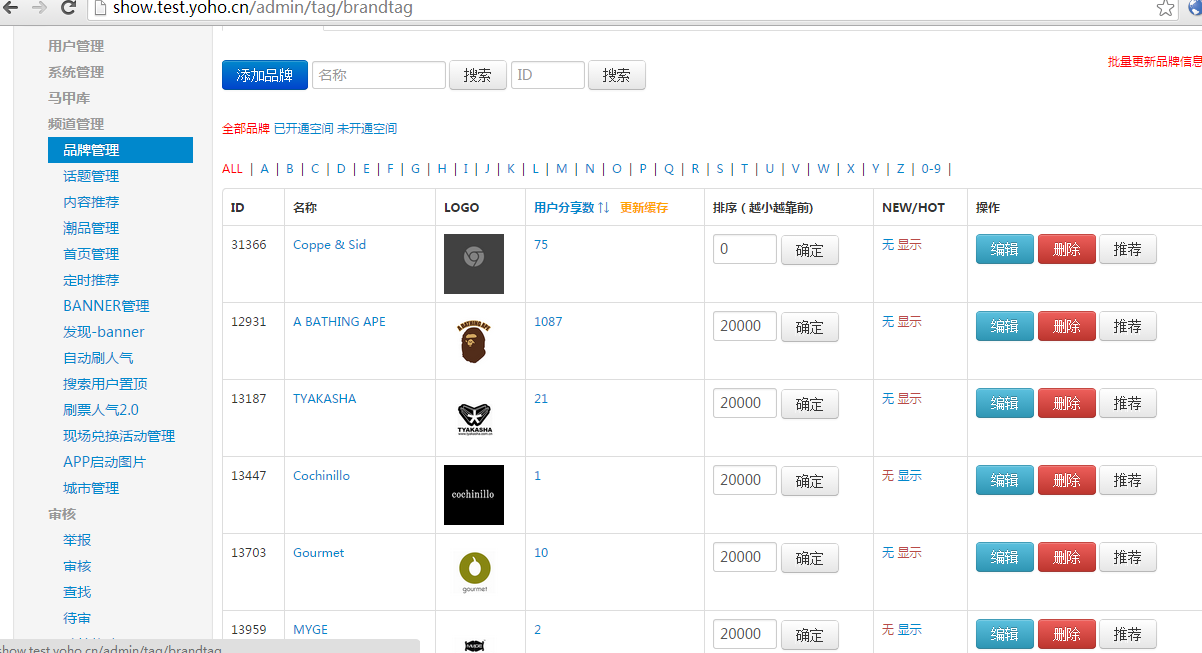 show.test.yoho.cn/admin/tag/brandtag
用户管理
系统管理
马甲库
频道管理
品牌管理
话题管理
内容推荐
潮品管理
首页管理
定时推荐
BANNER管理
发现-banner
自动刷人气
搜索用户置顶
刷票人气2.0
现场兑换活动管理
APP启动图片
城市管理
审核
举报
审核
查找
待审
添加品牌 名称 搜索 ID 搜索
批量更新品牌信息
全部品牌 已开通空间 未开通空间
ALL | A | B | C | D | E | F | G | H | I | J | K | L | M | N | O | P | Q | R | S | T | U | V | W | X | Y | Z | 0-9 |
ID 名称 LOGO 用户分享数↑↓ 更新缓存 排序（越小越靠前) NEW/HOT 操作
31366 Coppe & Sid 75 0 确定 无 显示 编辑 删除 推荐
12931 A BATHING APE A BATHING APE 1087 20000 确定 无 显示 编辑 删除 推荐
13187 TYAKASHA TYAKASHA 21 20000 确定 无 显示 编辑 删除 推荐
www.tyakasha.com.cn
13447 Cochinillo cochinillo 1 20000 确定 无 显示 编辑 删除 推荐
13703 Gourmet gourmet 10 20000 确定 无 显示 编辑 删除 推荐
13959 MYGE 2 20000 确定 无 显示 编辑 删除 推荐
show.test.yoho.cn/admin/tag/brandtag